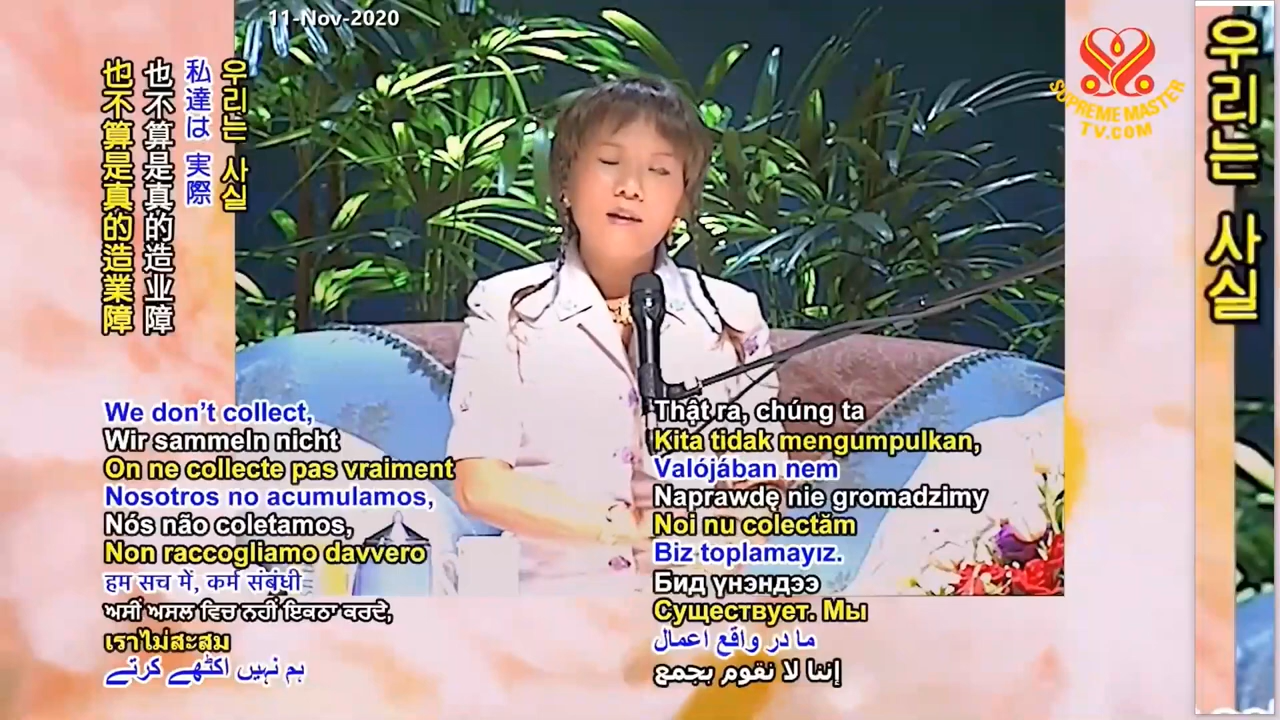 11-Nov-2020
SUPREME MASTER
TV.COM
우리는 사실
우리는 사실
私達は 実際
也不算是真的造业障
也不算是真的造業障
We don’t collect,
Wir sammeln nicht
On ne collecte pas vraiment
Nosotros no acumulamos,
Nós não coletamos,
Non raccogliamo davvero
हम सच में, कर्म संबंधी
ਅਸੀਂ ਅਸਲ ਵਿਚ ਨਹੀਂ ਇਕਠਾ ਕਰਦੇ,
เราไม่สะสม
ہم نہیں اکٹھے کرتے
Thật ra, chúng ta
Kita tidak mengumpulkan,
Valójában nem
Naprawdę nie gromadzimy
Noi nu colectăm
Biz toplamayız.
Бид үнэндээ
Существует. Мы
ما در واقع اعمال
إننا لا نقوم بجمع